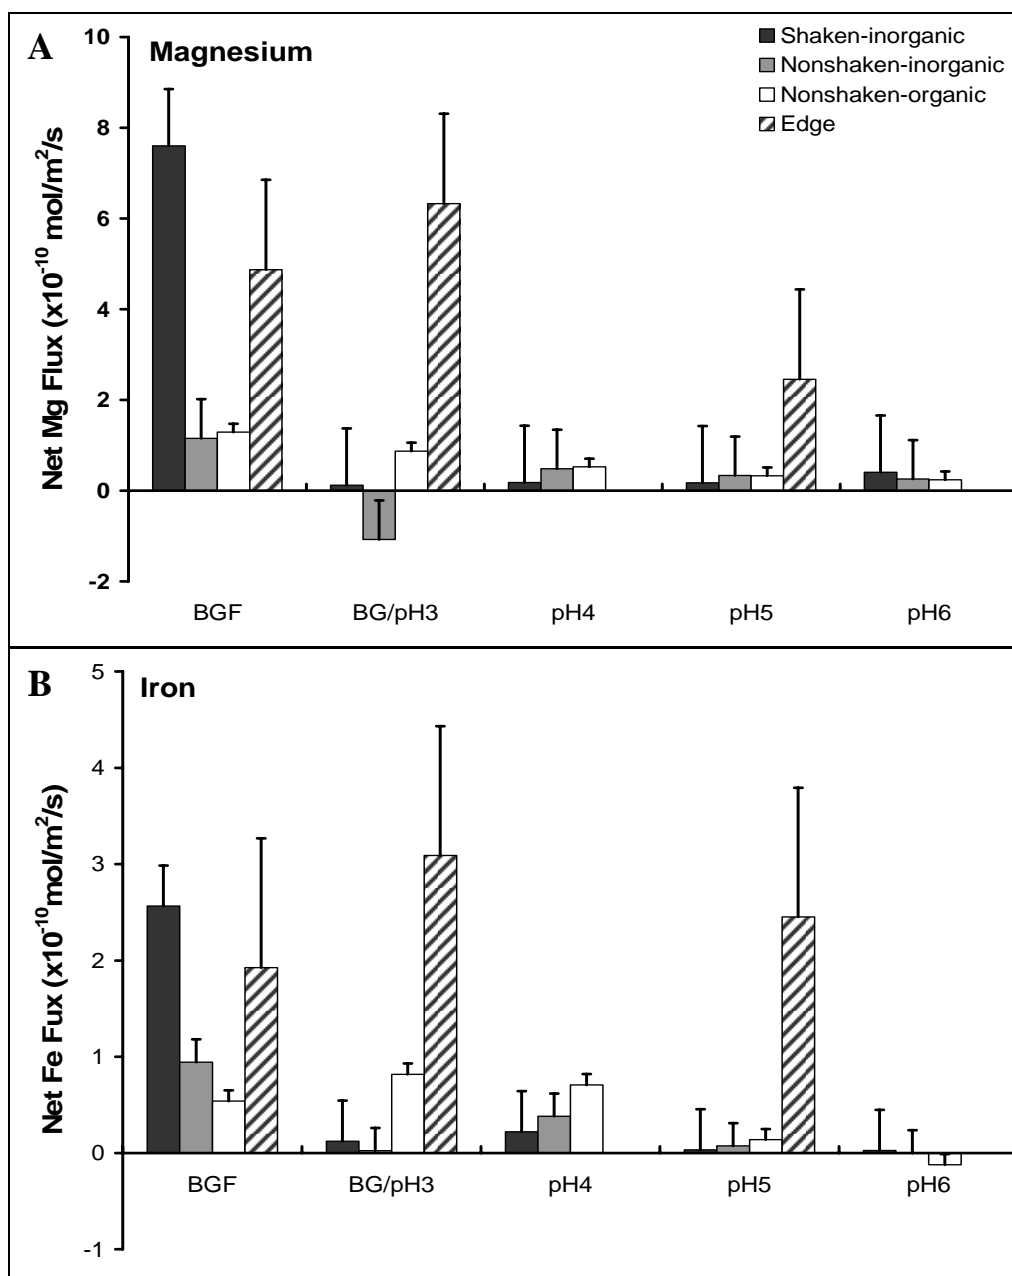 A
Magnesium
Shaken-inorganic
Nonshaken-inorganic
Nonshaken-organic
Edge
Net Mg Flux (x10⁻¹⁰ mol/m²/s
10
8
6
4
2
0
-2
BGF BG/pH3 pH4 pH5 pH6
B
Iron
Net Fe Fux (x10⁻¹⁰mol/m²/s)
5
4
3
2
1
0
-1
BGF BG/pH3 pH4 pH5 pH6